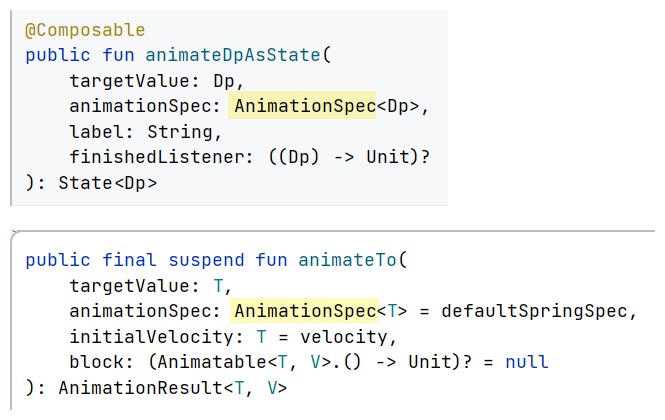 @Composable
public fun animateDpAsState(
    targetValue: Dp,
    animationSpec: AnimationSpec<Dp>,
    label: String,
    finishedListener: ((Dp) -> Unit)?
): State<Dp>
public final suspend fun animateTo(
    targetValue: T,
    animationSpec: AnimationSpec<T> = defaultSpringSpec,
    initialVelocity: T = velocity,
    block: (Animatable<T, V>.() -> Unit)? = null
): AnimationResult<T, V>